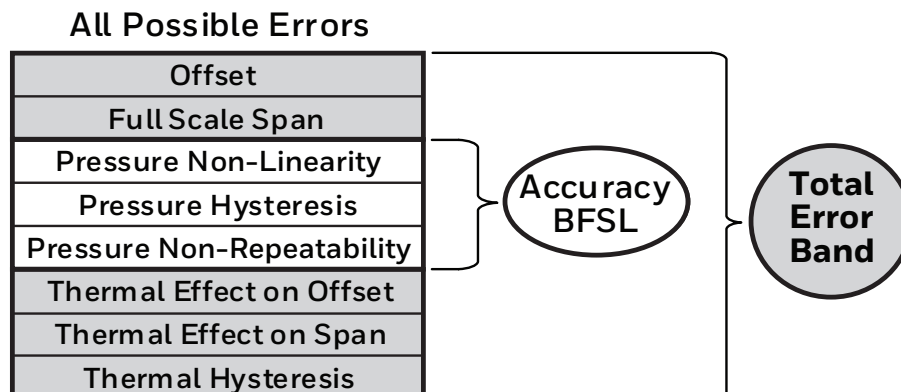 All Possible Errors
Offset
Full Scale Span
Pressure Non-Linearity
Pressure Hysteresis
Pressure Non-Repeatability
Thermal Effect on Offset
Thermal Effect on Span
Thermal Hysteresis
Accuracy
BFSL
Total
Error
Band